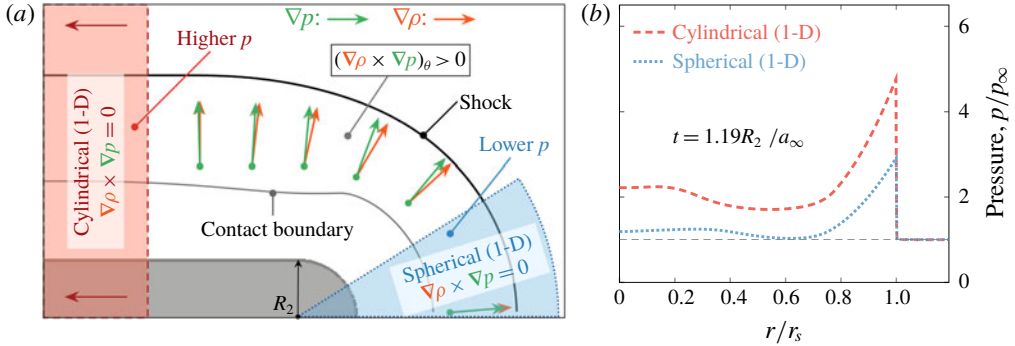 (a)
∇p:
∇ρ:
Higher p
(∇ρ × ∇p)θ > 0
Shock
Cylindrical (1-D)
∇ρ × ∇p = 0
Lower p
Contact boundary
Spherical (1-D)
∇ρ × ∇p = 0
R₂
(b)
Cylindrical (1-D)
Spherical (1-D)
t = 1.19R₂ /a∞
6
4
2
0
Pressure, p/p∞
0 0.2 0.4 0.6 0.8 1.0
r/rₛ